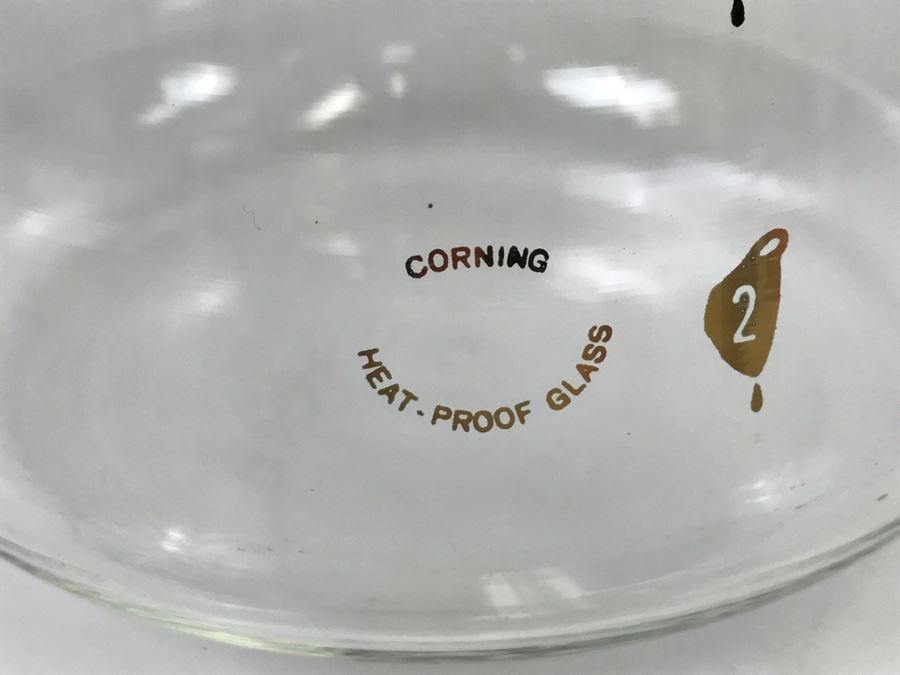 CORNING
HEAT-PROOF GLASS
2